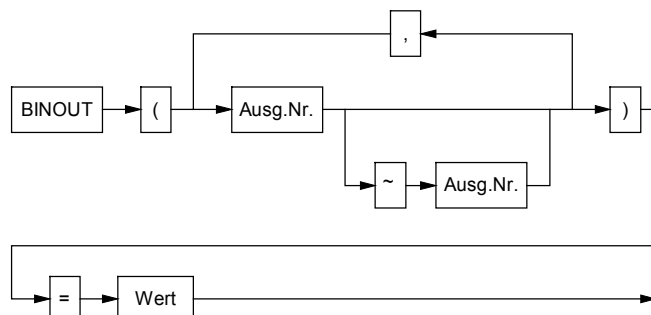 ,
BINOUT ( Ausg.Nr. )
~ Ausg.Nr.
= Wert